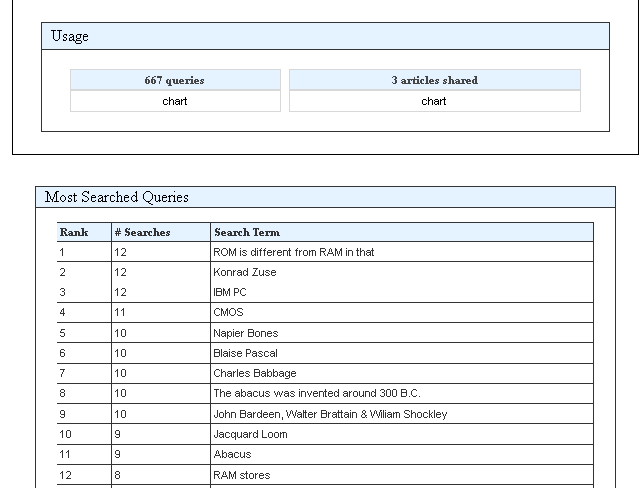 Usage
667 queries 3 articles shared
chart chart
Most Searched Queries
Rank # Searches Search Term
1 12 ROM is different from RAM in that
2 12 Konrad Zuse
3 12 IBM PC
4 11 CMOS
5 10 Napier Bones
6 10 Blaise Pascal
7 10 Charles Babbage
8 10 The abacus was invented around 300 B.C.
9 10 John Bardeen, Walter Brattain & Wiliam Shockley
10 9 Jacquard Loom
11 9 Abacus
12 8 RAM stores